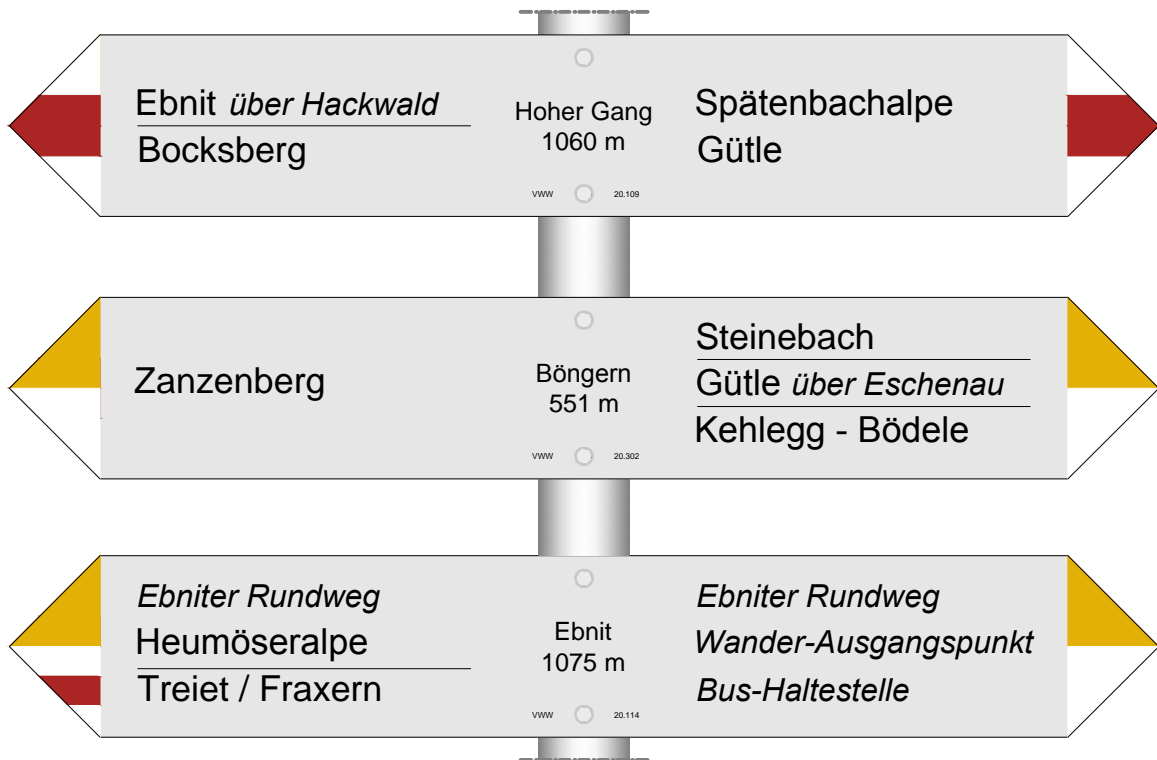 Ebnit über Hackwald
Bocksberg
Hoher Gang
1060 m
VWW 20.109
Spätenbachalpe
Gütle
Zanzenberg
Böngern
551 m
VWW 20.302
Steinebach
Gütle über Eschenau
Kehlegg - Bödele
Ebniter Rundweg
Heumöseralpe
Treiet / Fraxern
Ebnit
1075 m
VWW 20.114
Ebniter Rundweg
Wander-Ausgangspunkt
Bus-Haltestelle